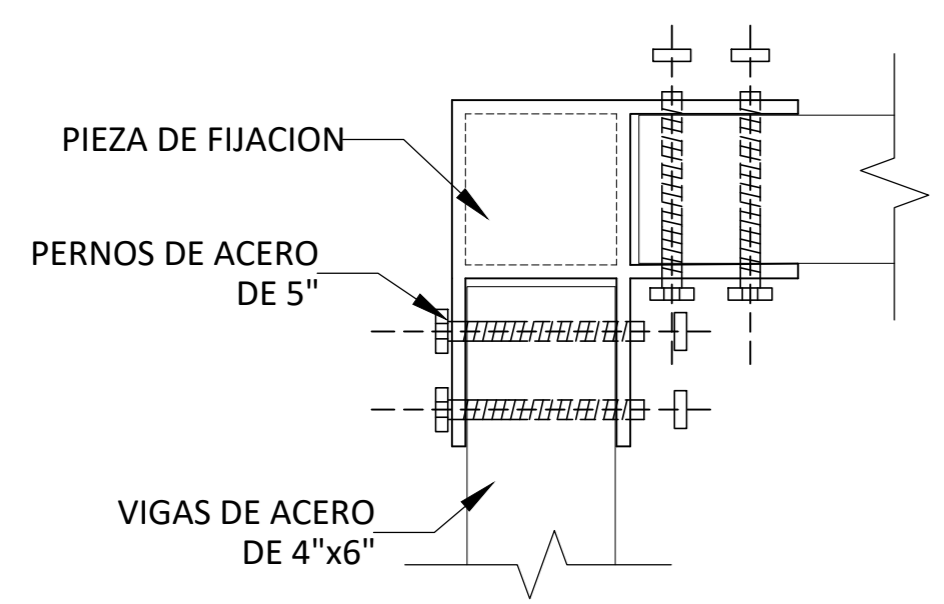 PIEZA DE FIJACION
PERNOS DE ACERO
DE 5"
VIGAS DE ACERO
DE 4"x6"